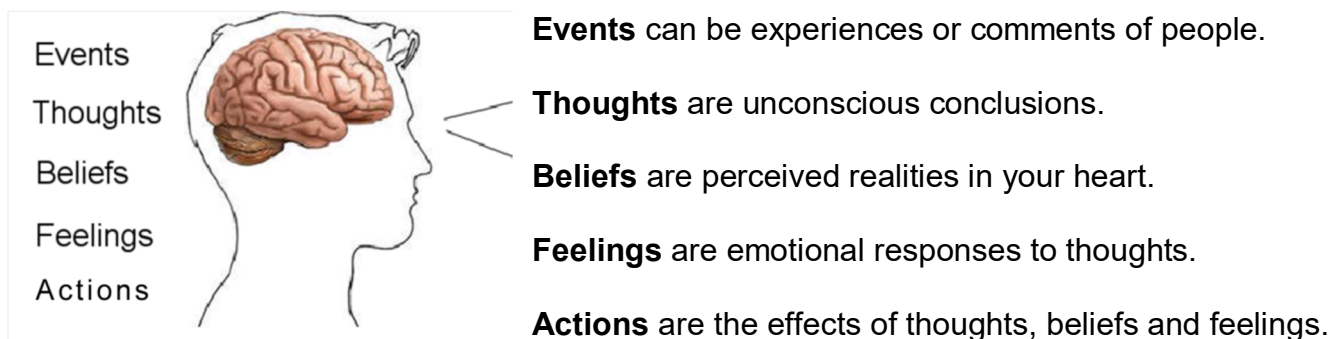 Events
Thoughts
Beliefs
Feelings
Actions
Events can be experiences or comments of people.
Thoughts are unconscious conclusions.
Beliefs are perceived realities in your heart.
Feelings are emotional responses to thoughts.
Actions are the effects of thoughts, beliefs and feelings.